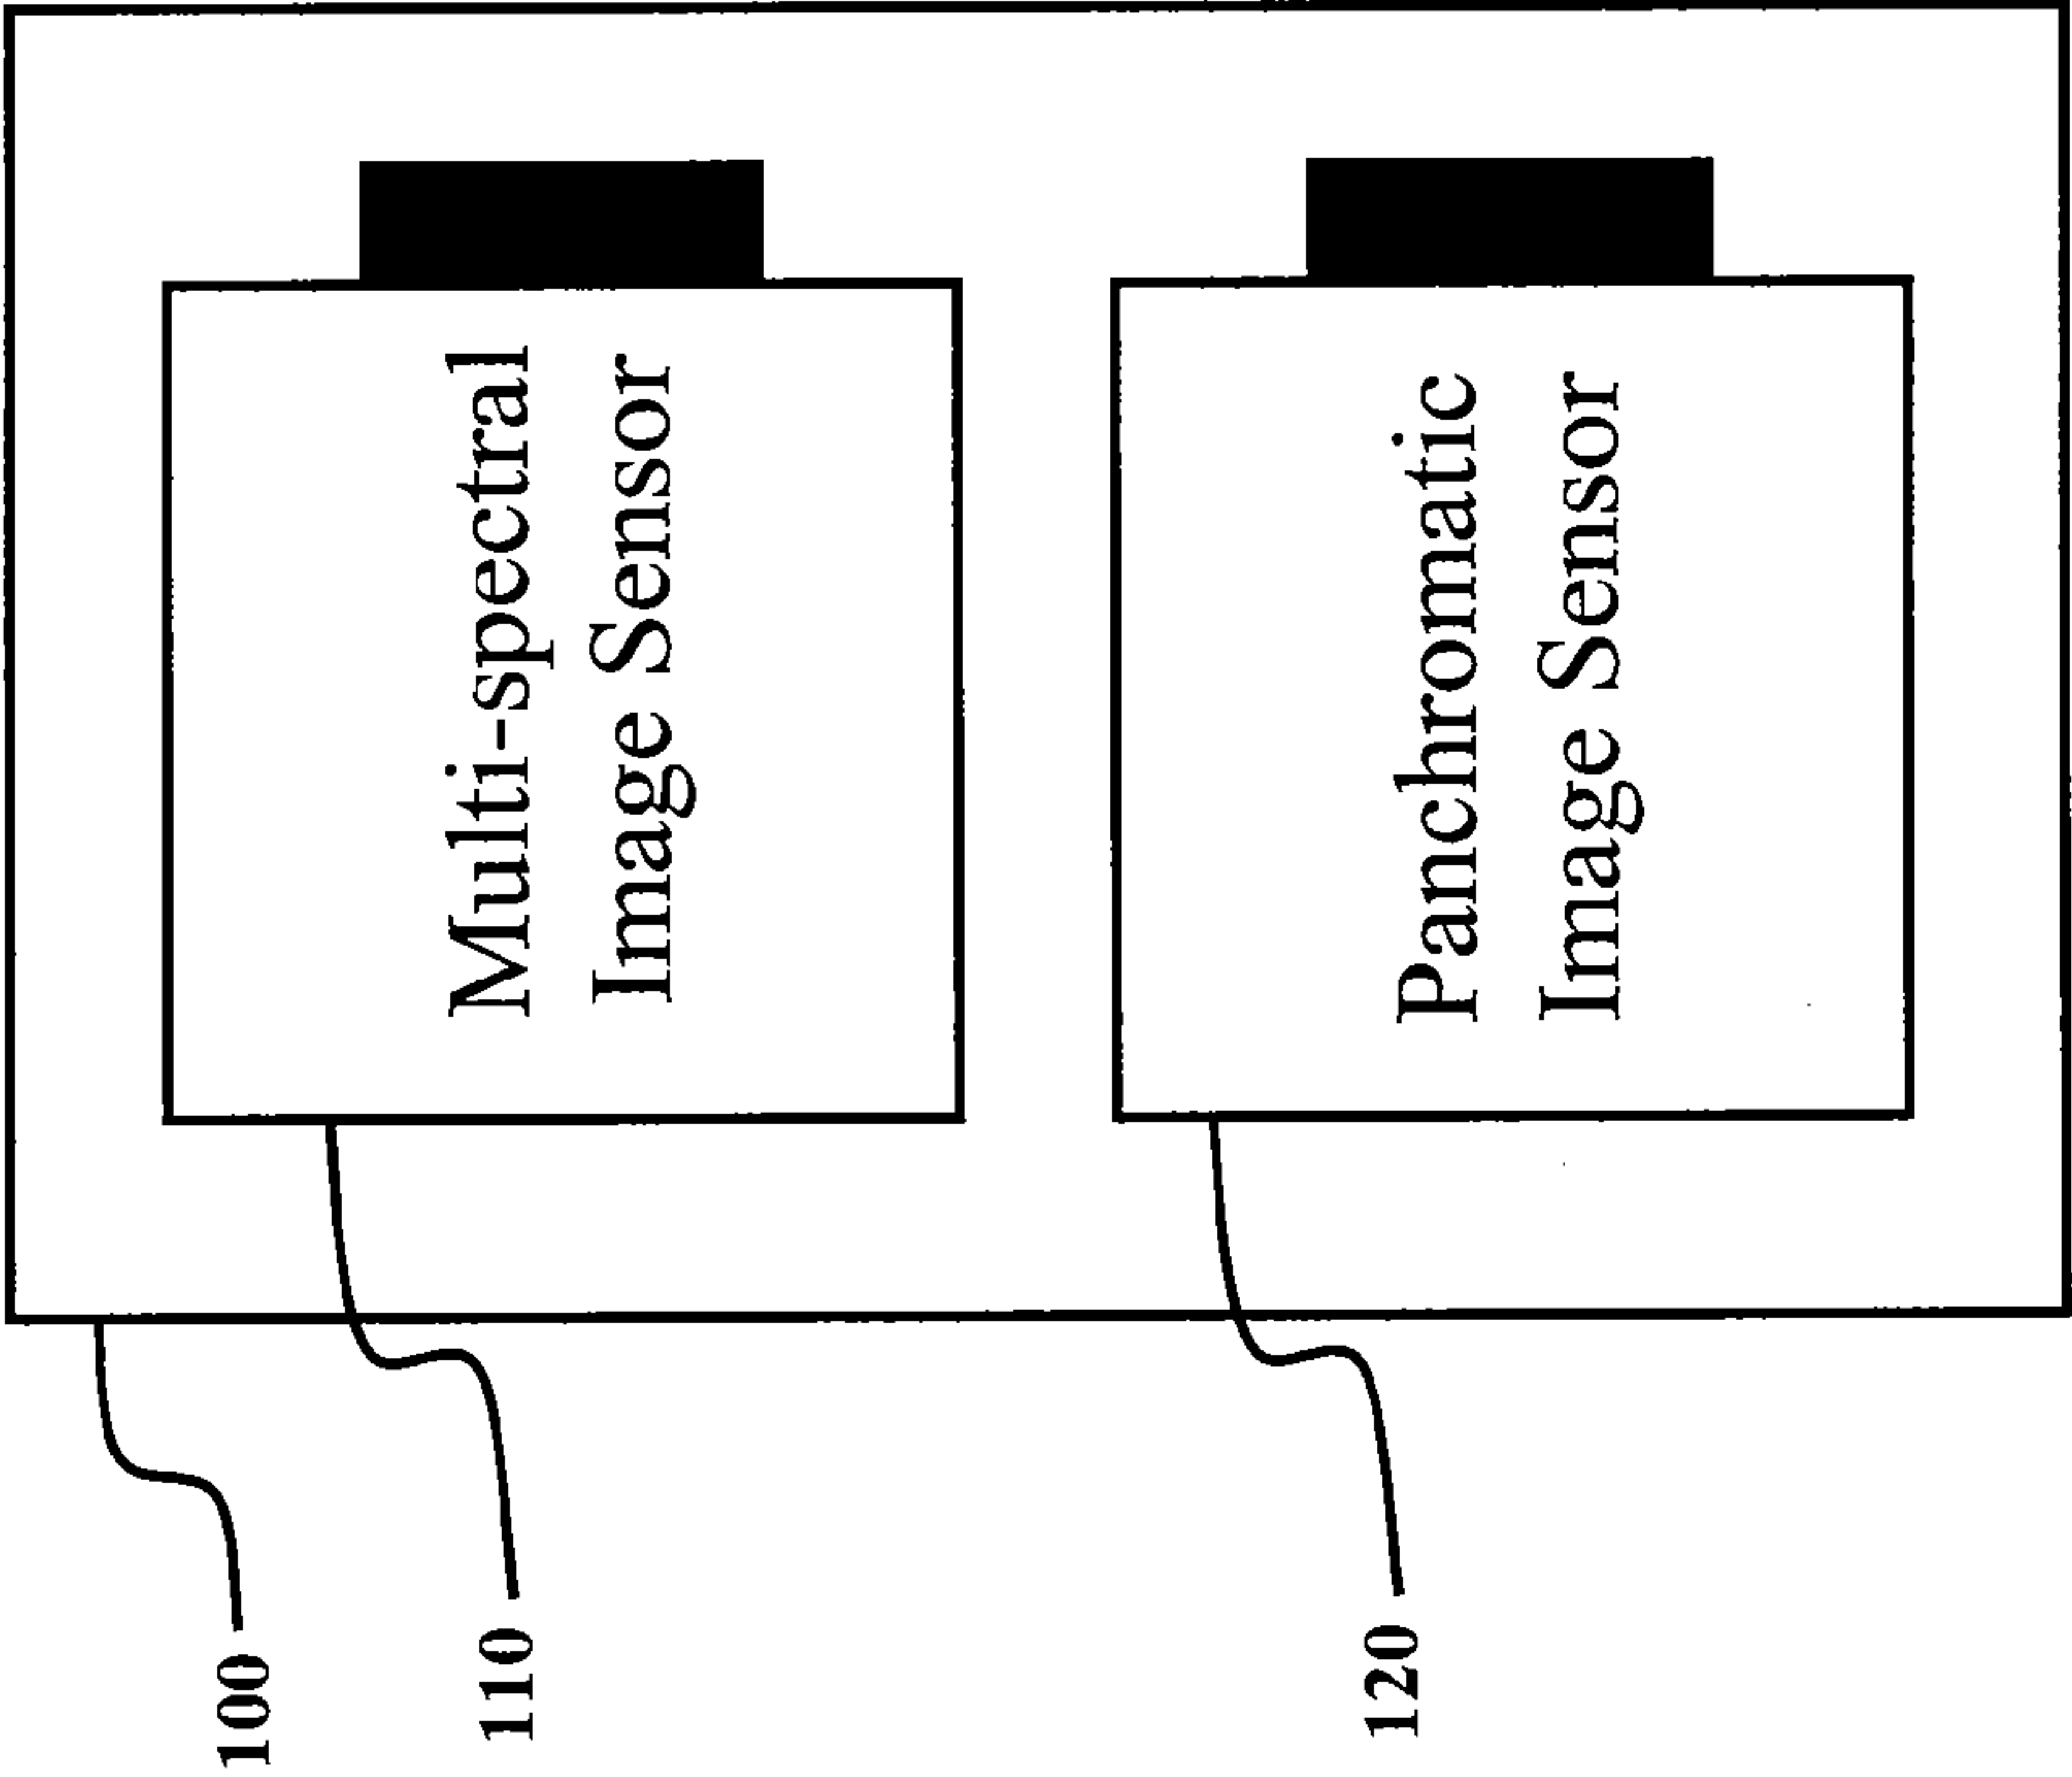 100
110
Multi-spectral
Image Sensor
120
Panchromatic
Image Sensor